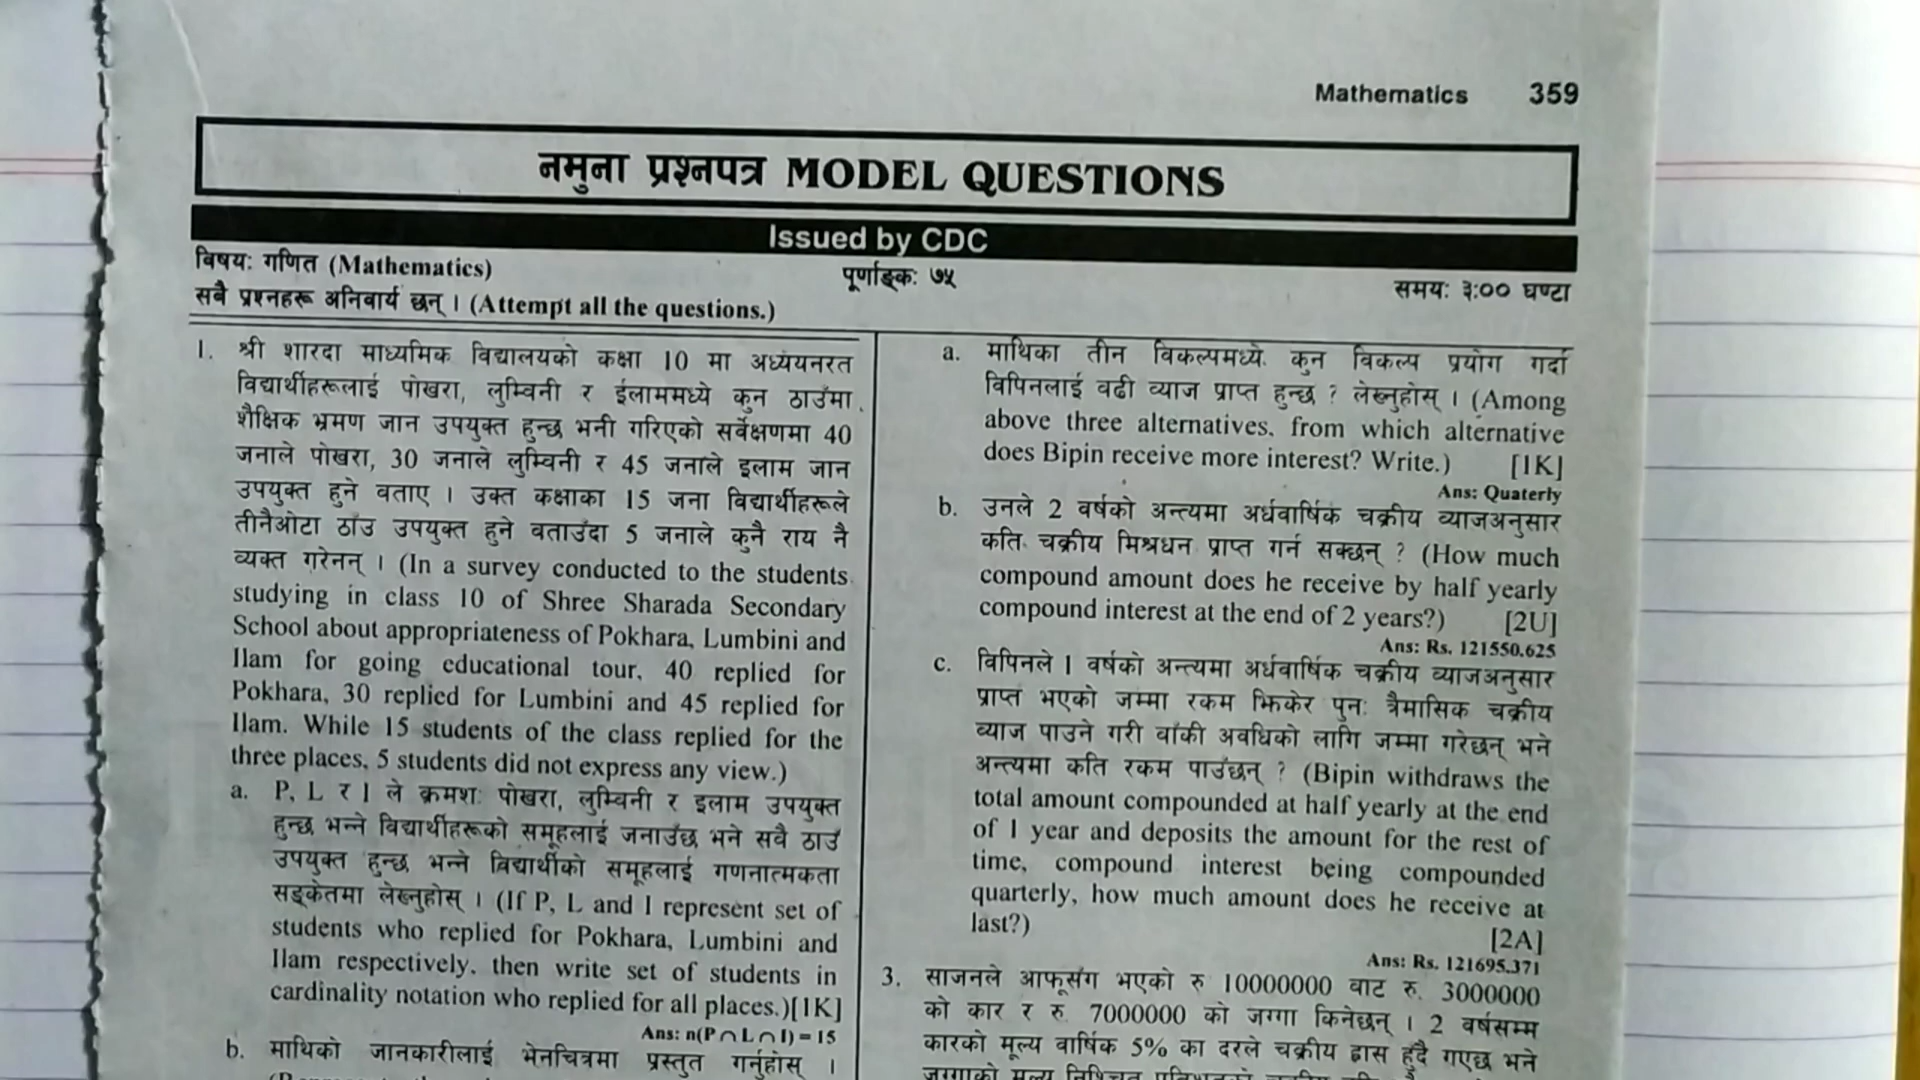 Mathematics 359
नमुना प्रश्नपत्र MODEL QUESTIONS
Issued by CDC
विषय: गणित (Mathematics) पूर्णाङ्क: ७५ समय: ३:०० घण्टा
सबै प्रश्नहरू अनिवार्य छन् । (Attempt all the questions.)
1. श्री शारदा माध्यमिक विद्यालयको कक्षा 10 मा अध्ययनरत
विद्यार्थीहरूलाई पोखरा, लुम्विनी र ईलाममध्ये कुन ठाउँमा
शैक्षिक भ्रमण जान उपयुक्त हुन्छ भनी गरिएको सर्वेक्षणमा 40
जनाले पोखरा, 30 जनाले लुम्विनी र 45 जनाले इलाम जान
उपयुक्त हुने वताए । उक्त कक्षाका 15 जना विद्यार्थीहरूले
तीनैओटा ठाँउ उपयुक्त हुने वताउँदा 5 जनाले कुनै राय नै
व्यक्त गरेनन् । (In a survey conducted to the students
studying in class 10 of Shree Sharada Secondary
School about appropriateness of Pokhara, Lumbini and
Ilam for going educational tour, 40 replied for
Pokhara, 30 replied for Lumbini and 45 replied for
Ilam. While 15 students of the class replied for the
three places, 5 students did not express any view.)
a. P, L र I ले क्रमश: पोखरा, लुम्विनी र इलाम उपयुक्त
हुन्छ भन्ने विद्यार्थीहरूको समूहलाई जनाउँछ भने सवै ठाउँ
उपयुक्त हुन्छ भन्ने विद्यार्थीको समूहलाई गणनात्मकता
सङ्केतमा लेख्नुहोस् । (If P, L and I represent set of
students who replied for Pokhara, Lumbini and
Ilam respectively, then write set of students in
cardinality notation who replied for all places.)[1K]
Ans: n(P∩L∩I) = 15
b. माथिको जानकारीलाई भेनचित्रमा प्रस्तुत गर्नुहोस् ।
a. माथिका तीन विकल्पमध्ये कुन विकल्प प्रयोग गर्दा
विपिनलाई वढी व्याज प्राप्त हुन्छ ? लेख्नुहोस् । (Among
above three alternatives, from which alternative
does Bipin receive more interest? Write.) [1K]
Ans: Quaterly
b. उनले 2 वर्षको अन्त्यमा अर्धवार्षिक चक्रीय व्याजअनुसार
कति चक्रीय मिश्रधन प्राप्त गर्न सक्छन् ? (How much
compound amount does he receive by half yearly
compound interest at the end of 2 years?) [2U]
Ans: Rs. 121550.625
c. विपिनले 1 वर्षको अन्त्यमा अर्धवार्षिक चक्रीय व्याजअनुसार
प्राप्त भएको जम्मा रकम झिकेर पुन: त्रैमासिक चक्रीय
व्याज पाउने गरी वाँकी अवधिको लागि जम्मा गरेछन् भने
अन्त्यमा कति रकम पाउँछन् ? (Bipin withdraws the
total amount compounded at half yearly at the end
of 1 year and deposits the amount for the rest of
time, compound interest being compounded
quarterly, how much amount does he receive at
last?) [2A]
Ans: Rs. 121695.371
3. साजनले आफूसंग भएको रु 10000000 वाट रु. 3000000
को कार र रु. 7000000 को जग्गा किनेछन् । 2 वर्षसम्म
कारको मूल्य वार्षिक 5% का दरले चक्रीय ह्रास हुँदै गएछ भने